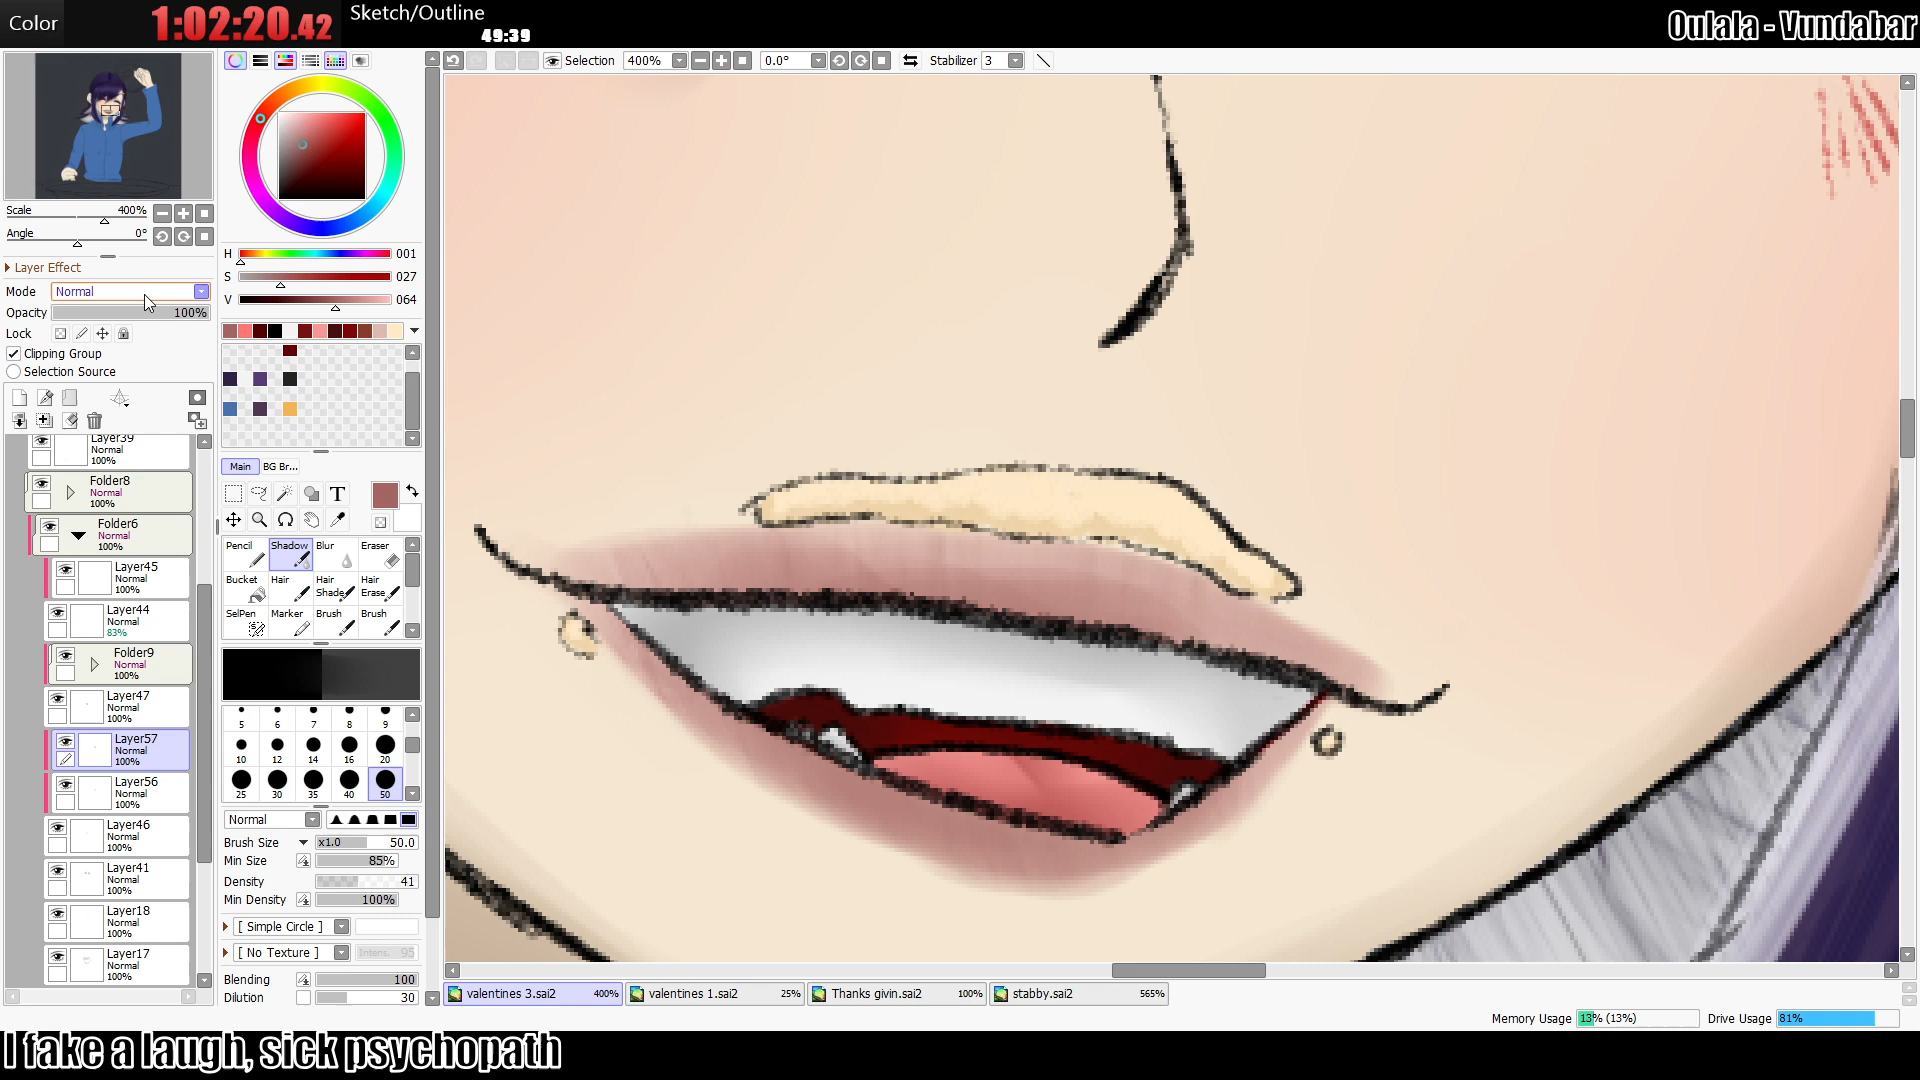 Color
1:02:20.42
Sketch/Outline
49:39
Oulala - Vundabar
Selection
400%
0.0°
Stabilizer 3
Scale 400%
Angle 0°
Layer Effect
Mode Normal
Opacity 100%
Lock
Clipping Group
Selection Source
Layer39
Normal
100%
Folder8
Normal
100%
Folder6
Normal
100%
Layer45
Normal
100%
Layer44
Normal
83%
Folder9
Normal
100%
Layer47
Normal
100%
Layer57
Normal
100%
Layer56
Normal
100%
Layer46
Normal
100%
Layer41
Normal
100%
Layer18
Normal
100%
Layer17
Normal
100%
H 001
S 027
V 064
Main BG Br...
T
Pencil Shadow Blur Eraser
Bucket Hair Hair Shade Hair Erase
SelPen Marker Brush Brush
5 6 7 8 9
10 12 14 16 20
25 30 35 40 50
Normal
Brush Size x1.0 50.0
Min Size 85%
Density 41
Min Density 100%
[ Simple Circle ]
[ No Texture ] Intens. 95
Blending 100
Dilution 30
valentines 3.sai2 400%
valentines 1.sai2 25%
Thanks givin.sai2 100%
stabby.sai2 565%
Memory Usage 13% (13%)
Drive Usage 81%
I fake a laugh, sick psychopath